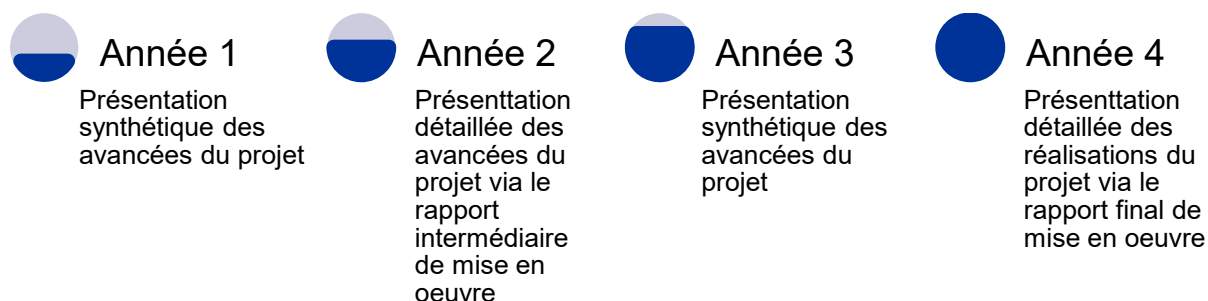 Année 1
Présentation
synthétique des
avancées du projet
Année 2
Présenttation
détaillée des
avancées du
projet via le
rapport
intermédiaire
de mise en
oeuvre
Année 3
Présentation
synthétique des
avancées du
projet
Année 4
Présenttation
détaillée des
réalisations du
projet via le
rapport final de
mise en oeuvre